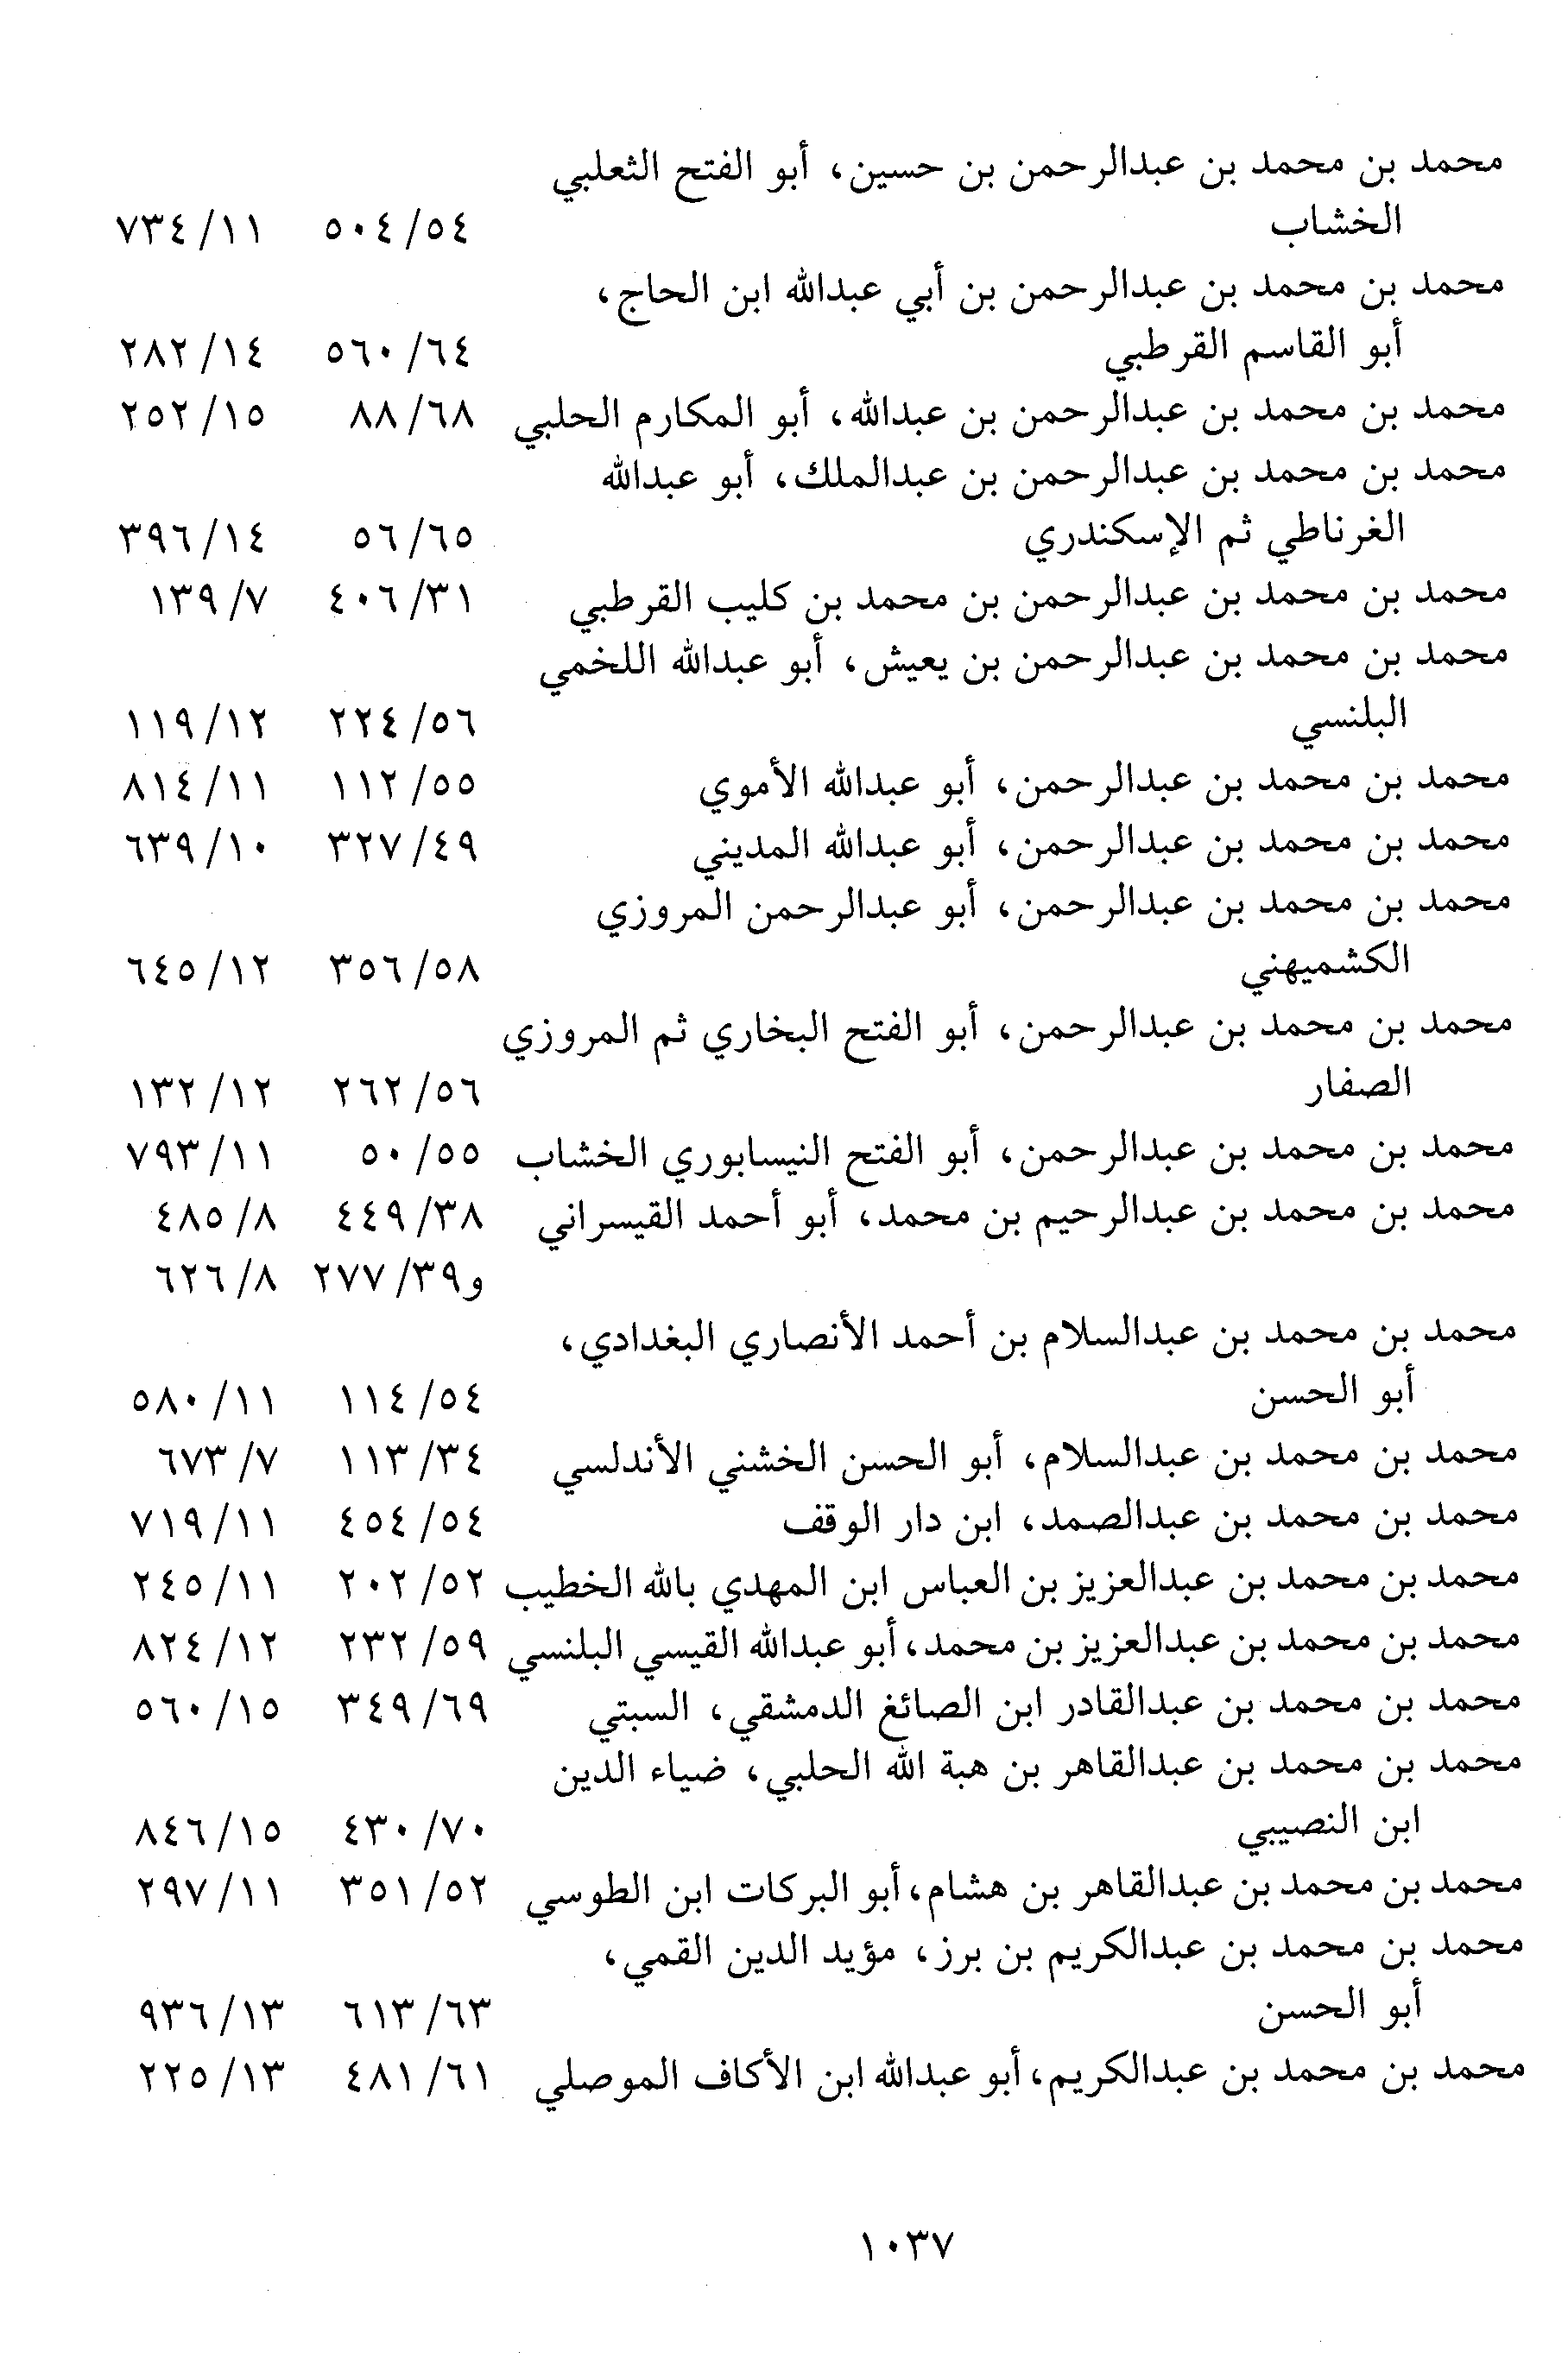 محمد بن محمد بن عبدالرحمن بن حسين، أبو الفتح الثعلبي
الخشاب ٥٤/ ٥٠٤ ١١/ ٧٣٤
محمد بن محمد بن عبدالرحمن بن أبي عبدالله ابن الحاج،
أبو القاسم القرطبي ٦٤/ ٥٦٠ ١٤/ ٢٨٢
محمد بن محمد بن عبدالرحمن بن عبدالله، أبو المكارم الحلبي ٦٨/ ٨٨ ١٥/ ٢٥٢
محمد بن محمد بن عبدالرحمن بن عبدالملك، أبو عبدالله
الغرناطي ثم الإسكندري ٦٥/ ٥٦ ١٤/ ٣٩٦
محمد بن محمد بن عبدالرحمن بن محمد بن كليب القرطبي ٣١/ ٤٠٦ ٧/ ١٣٩
محمد بن محمد بن عبدالرحمن بن يعيش، أبو عبدالله اللخمي
البلنسي ٥٦/ ٢٢٤ ١٢/ ١١٩
محمد بن محمد بن عبدالرحمن، أبو عبدالله الأموي ٥٥/ ١١٢ ١١/ ٨١٤
محمد بن محمد بن عبدالرحمن، أبو عبدالله المديني ٤٩/ ٣٢٧ ١٠/ ٦٣٩
محمد بن محمد بن عبدالرحمن، أبو عبدالرحمن المروزي
الكشميهني ٥٨/ ٣٥٦ ١٢/ ٦٤٥
محمد بن محمد بن عبدالرحمن، أبو الفتح البخاري ثم المروزي
الصفار ٥٦/ ٢٦٢ ١٢/ ١٣٢
محمد بن محمد بن عبدالرحمن، أبو الفتح النيسابوري الخشاب ٥٥/ ٥٠ ١١/ ٧٩٣
محمد بن محمد بن عبدالرحيم بن محمد، أبو أحمد القيسراني ٣٨/ ٤٤٩ ٨/ ٤٨٥
و٣٩/ ٢٧٧ ٨/ ٦٢٦
محمد بن محمد بن عبدالسلام بن أحمد الأنصاري البغدادي،
أبو الحسن ٥٤/ ١١٤ ١١/ ٥٨٠
محمد بن محمد بن عبدالسلام، أبو الحسن الخشني الأندلسي ٣٤/ ١١٣ ٧/ ٦٧٣
محمد بن محمد بن عبدالصمد، ابن دار الوقف ٥٤/ ٤٥٤ ١١/ ٧١٩
محمد بن محمد بن عبدالعزيز بن العباس ابن المهدي بالله الخطيب ٥٢/ ٢٠٢ ١١/ ٢٤٥
محمد بن محمد بن عبدالعزيز بن محمد، أبو عبدالله القيسي البلنسي ٥٩/ ٢٣٢ ١٢/ ٨٢٤
محمد بن محمد بن عبدالقادر ابن الصائغ الدمشقي، السبتي ٦٩/ ٣٤٩ ١٥/ ٥٦٠
محمد بن محمد بن عبدالقاهر بن هبة الله الحلبي، ضياء الدين
ابن النصيبي ٧٠/ ٤٣٠ ١٥/ ٨٤٦
محمد بن محمد بن عبدالقاهر بن هشام، أبو البركات ابن الطوسي ٥٢/ ٣٥١ ١١/ ٢٩٧
محمد بن محمد بن عبدالكريم بن برز، مؤيد الدين القمي،
أبو الحسن ٦٣/ ٦١٣ ١٣/ ٩٣٦
محمد بن محمد بن عبدالكريم، أبو عبدالله ابن الأكاف الموصلي ٦١/ ٤٨١ ١٣/ ٢٢٥
١٠٣٧